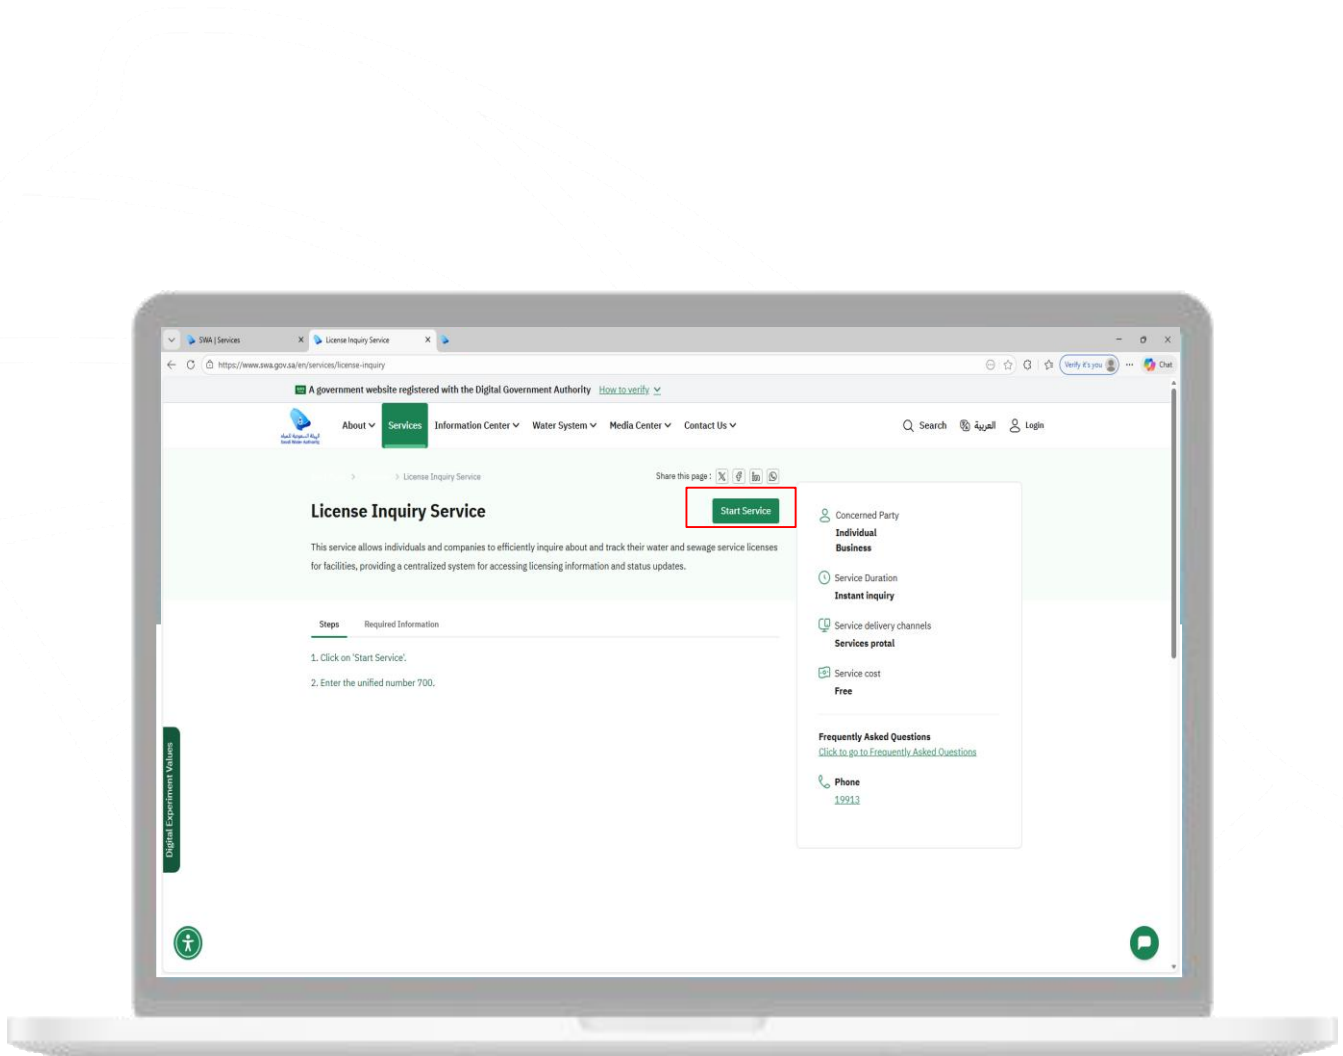 SWA | Services
License Inquiry Service
https://www.swa.gov.sa/en/services/license-inquiry
Verify it's you
Chat
A government website registered with the Digital Government Authority How to verify
الهيئة السعودية للمياه
Saudi Water Authority
About
Services
Information Center
Water System
Media Center
Contact Us
Search
العربية
Login
> > License Inquiry Service
Share this page :
License Inquiry Service
Start Service
This service allows individuals and companies to efficiently inquire about and track their water and sewage service licenses
for facilities, providing a centralized system for accessing licensing information and status updates.
Steps
Required Information
1. Click on 'Start Service'.
2. Enter the unified number 700.
Concerned Party
Individual
Business
Service Duration
Instant inquiry
Service delivery channels
Services protal
Service cost
Free
Frequently Asked Questions
Click to go to Frequently Asked Questions
Phone
19913
Digital Experiment Values